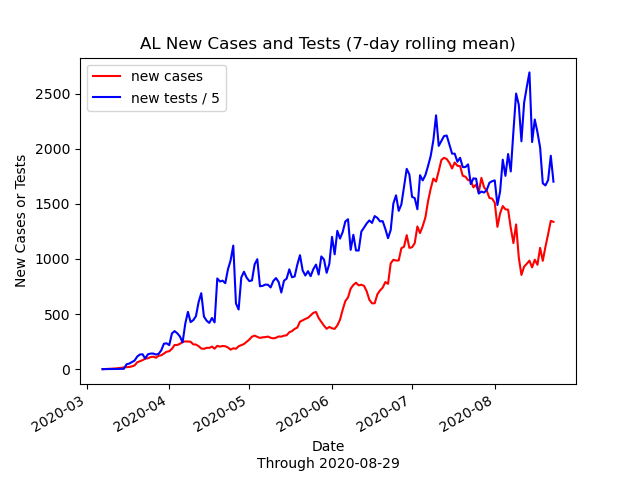 AL New Cases and Tests (7-day rolling mean)
new cases
new tests / 5
New Cases or Tests
2500
2000
1500
1000
500
0
2020-03
2020-04
2020-05
2020-06
2020-07
2020-08
Date
Through 2020-08-29